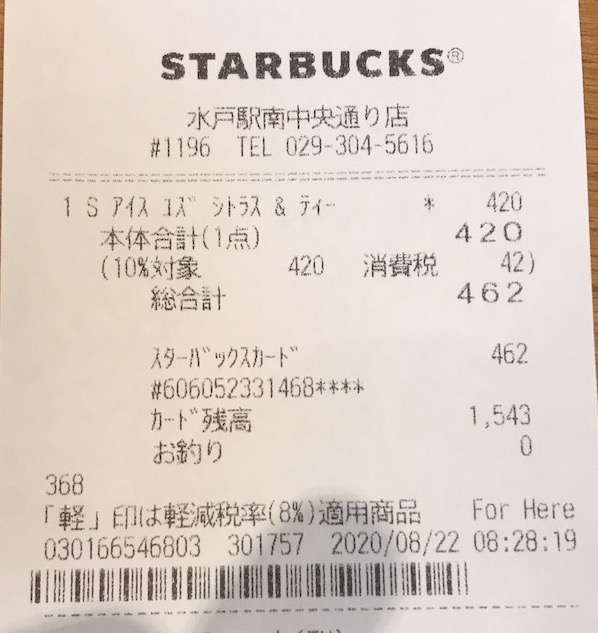 STARBUCKS®
水戸駅南中央通り店
#1196 TEL 029-304-5616
1 S アイス コズ シトラス & ティー * 420
本体合計(1点) 420
(10%対象 420 消費税 42)
総合計 462
スターバックスカード 462
#606052331468****
カード残高 1,543
お釣り 0
368
「軽」印は軽減税率(8%)適用商品 For Here
030166546803 301757 2020/08/22 08:28:19